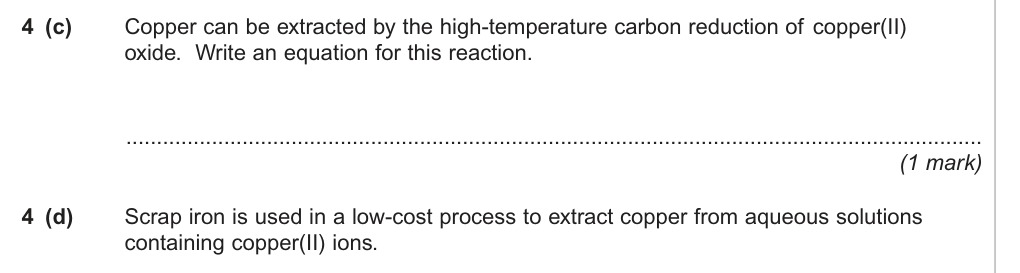 4 (c) Copper can be extracted by the high-temperature carbon reduction of copper(II)
oxide. Write an equation for this reaction.
....................................................................................................................................................
(1 mark)
4 (d) Scrap iron is used in a low-cost process to extract copper from aqueous solutions
containing copper(II) ions.